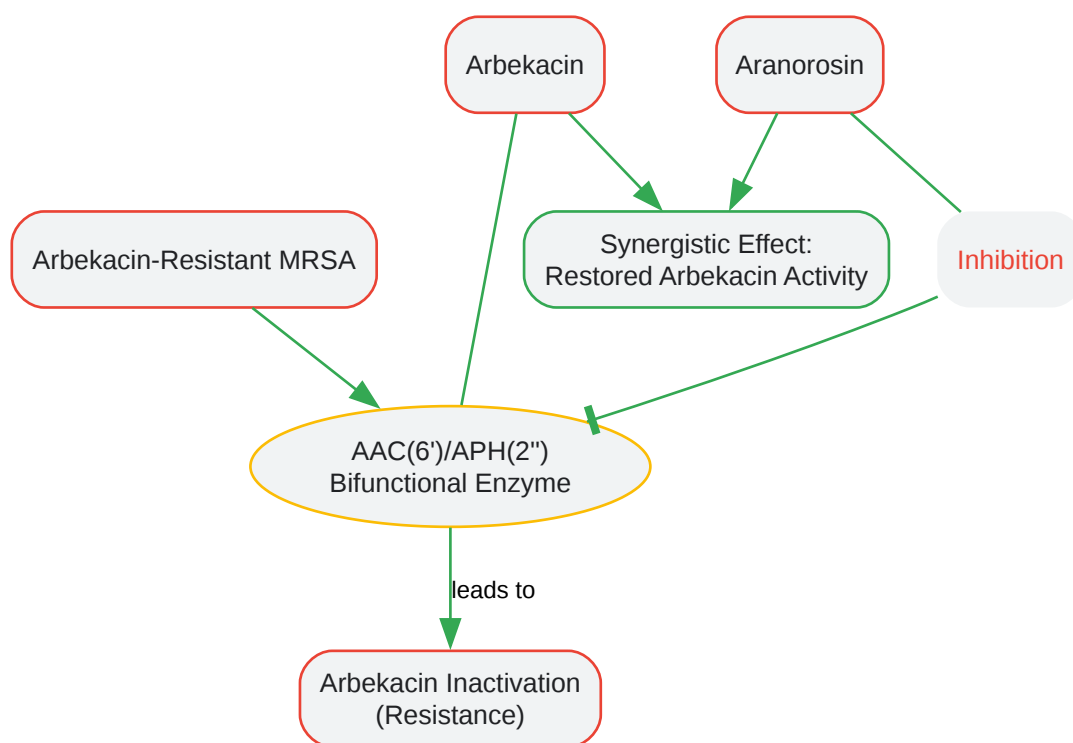 Arbekacin
Aranorosin
Arbekacin-Resistant MRSA
Synergistic Effect:
Restored Arbekacin Activity
Inhibition
AAC(6')/APH(2")
Bifunctional Enzyme
leads to
Arbekacin Inactivation
(Resistance)